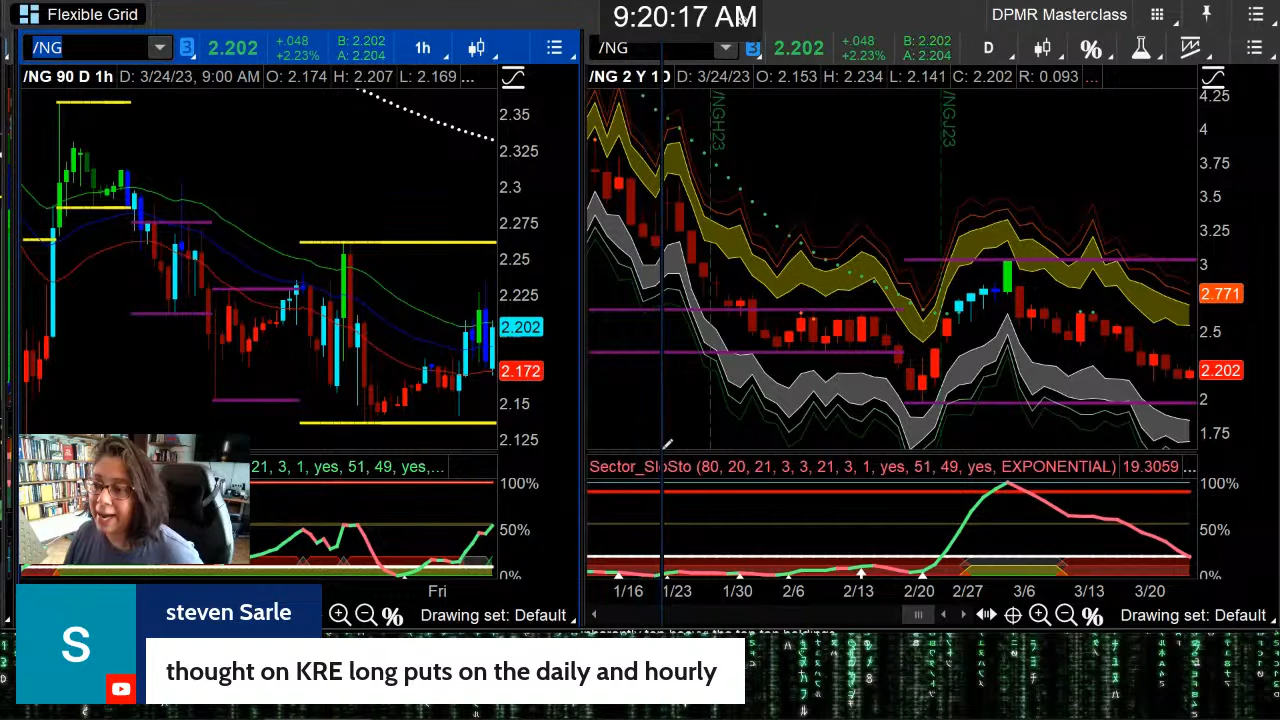 Flexible Grid
9:20:17 AM
DPMR Masterclass
/NG
3
2.202
+.048
+2.23%
B: 2.202
A: 2.204
1h
/NG
3
2.202
+.048
+2.23%
B: 2.202
A: 2.204
D
%
/NG 90 D 1h
D: 3/24/23, 9:00 AM
O: 2.174
H: 2.207
L: 2.169
...
/NG 2 Y 1D
D: 3/24/23
O: 2.153
H: 2.234
L: 2.141
C: 2.202
R: 0.093
...
2.35
2.325
2.3
2.275
2.25
2.225
2.202
2.172
2.15
2.125
/NGH23
/NGJ23
4.25
4
3.75
3.5
3.25
3
2.771
2.5
2.202
2
1.75
21, 3, 1, yes, 51, 49, yes,...
100%
50%
0%
Fri
Sector_SloSto (80, 20, 21, 3, 3, 21, 3, 1, yes, 51, 49, yes, EXPONENTIAL)
19.3059
...
100%
50%
0%
1/16
1/23
1/30
2/6
2/13
2/20
2/27
3/6
3/13
3/20
%
Drawing set: Default
%
Drawing set: Default
S
steven Sarle
thought on KRE long puts on the daily and hourly